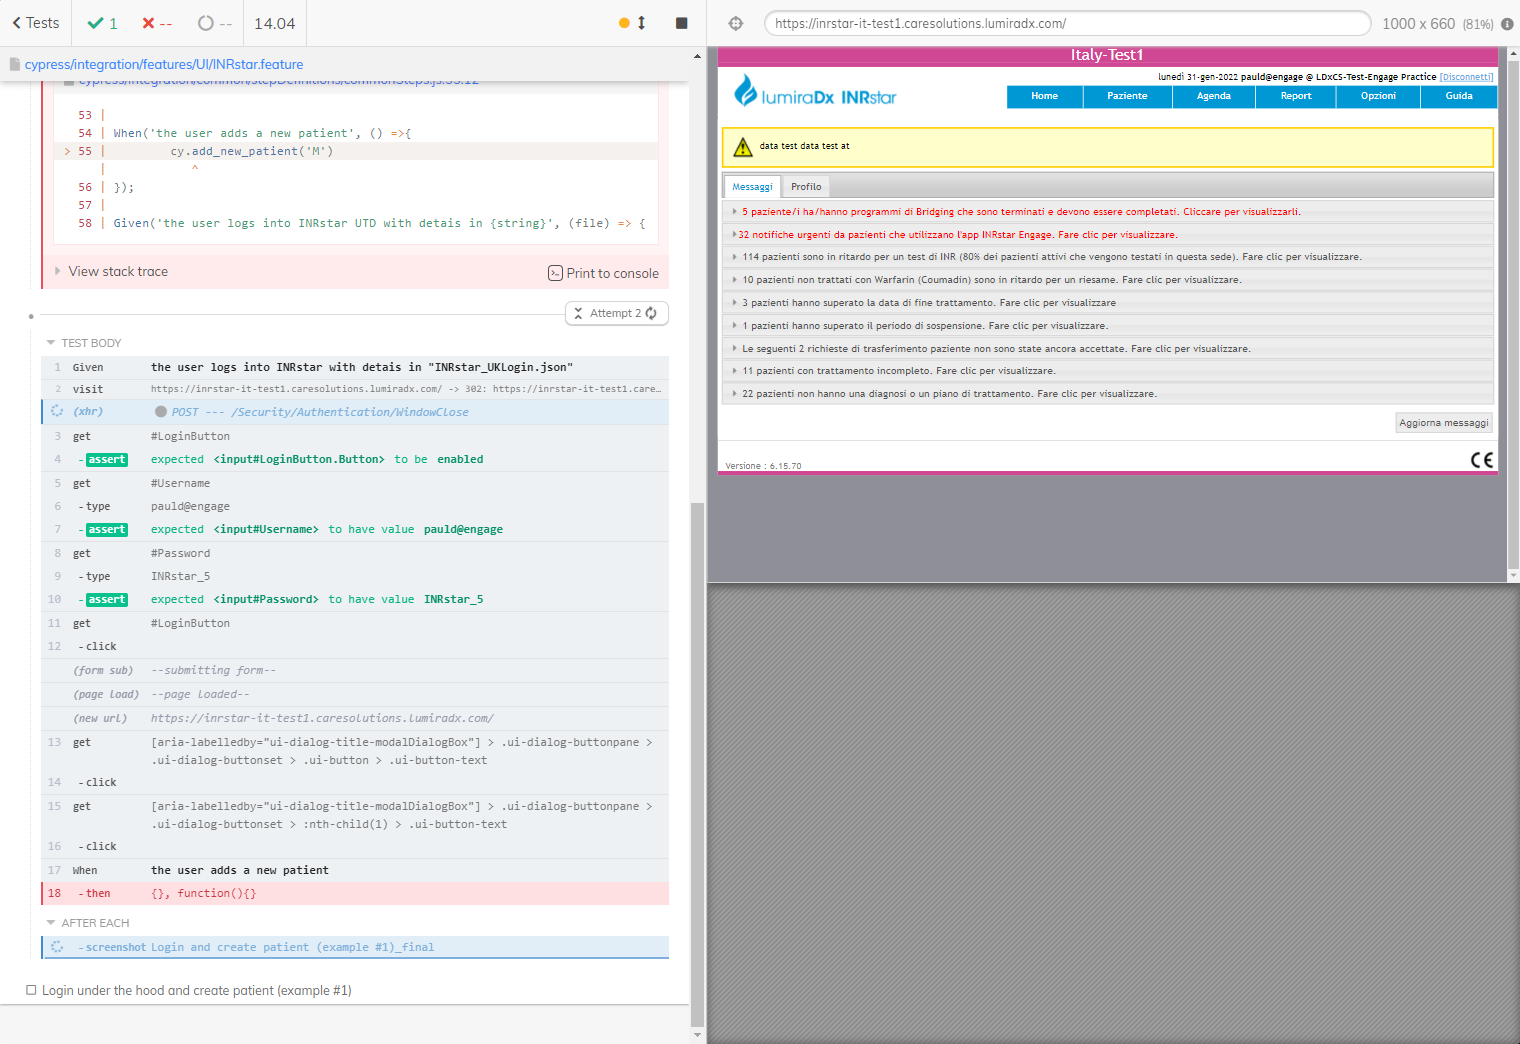 Tests
1
--
--
14.04
https://inrstar-it-test1.caresolutions.lumiradx.com/
1000 x 660 (81%)
cypress/integration/features/UI/INRstar.feature
cypress/integration/common/stepDefinitions/commonSteps.js:55:12
53 |
54 | When('the user adds a new patient', () =>{
> 55 | cy.add_new_patient('M')
| ^
56 | });
57 |
58 | Given('the user logs into INRstar UTD with detais in {string}', (file) => {
View stack trace
Print to console
Attempt 2
TEST BODY
1 Given the user logs into INRstar with detais in "INRstar_UKLogin.json"
2 visit https://inrstar-it-test1.caresolutions.lumiradx.com/ -> 302: https://inrstar-it-test1.care…
(xhr) POST --- /Security/Authentication/WindowClose
3 get #LoginButton
4 -assert expected <input#LoginButton.Button> to be enabled
5 get #Username
6 -type pauld@engage
7 -assert expected <input#Username> to have value pauld@engage
8 get #Password
9 -type INRstar_5
10 -assert expected <input#Password> to have value INRstar_5
11 get #LoginButton
12 -click
(form sub) --submitting form--
(page load) --page loaded--
(new url) https://inrstar-it-test1.caresolutions.lumiradx.com/
13 get [aria-labelledby="ui-dialog-title-modalDialogBox"] > .ui-dialog-buttonpane >
.ui-dialog-buttonset > .ui-button > .ui-button-text
14 -click
15 get [aria-labelledby="ui-dialog-title-modalDialogBox"] > .ui-dialog-buttonpane >
.ui-dialog-buttonset > :nth-child(1) > .ui-button-text
16 -click
17 When the user adds a new patient
18 -then {}, function(){}
AFTER EACH
-screenshot Login and create patient (example #1)_final
Login under the hood and create patient (example #1)
Italy-Test1
lunedì 31-gen-2022 pauld@engage @ LDxCS-Test-Engage Practice [Disconnetti]
lumiraDx INRstar
Home Paziente Agenda Report Opzioni Guida
data test data test at
Messaggi Profilo
5 paziente/i ha/hanno programmi di Bridging che sono terminati e devono essere completati. Cliccare per visualizzarli.
32 notifiche urgenti da pazienti che utilizzano l'app INRstar Engage. Fare clic per visualizzare.
114 pazienti sono in ritardo per un test di INR (80% dei pazienti attivi che vengono testati in questa sede). Fare clic per visualizzare.
10 pazienti non trattati con Warfarin (Coumadin) sono in ritardo per un riesame. Fare clic per visualizzare.
3 pazienti hanno superato la data di fine trattamento. Fare clic per visualizzare
1 pazienti hanno superato il periodo di sospensione. Fare clic per visualizzare.
Le seguenti 2 richieste di trasferimento paziente non sono state ancora accettate. Fare clic per visualizzare.
11 pazienti con trattamento incompleto. Fare clic per visualizzare.
22 pazienti non hanno una diagnosi o un piano di trattamento. Fare clic per visualizzare.
Aggiorna messaggi
Versione : 6.15.70
CE